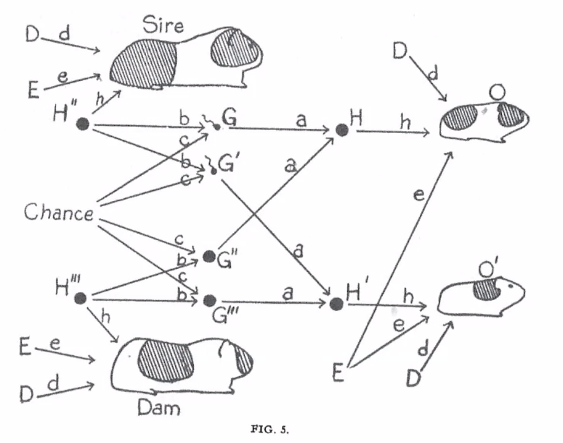 Sire
D d
E e
H'' h
b G a H h
c
b G' a
c
Chance
c
b G'' a
c
H''' b G''' a H' h
h
E e
D d
Dam
D
d
O
e
O'
e
E
d
D
FIG. 5.